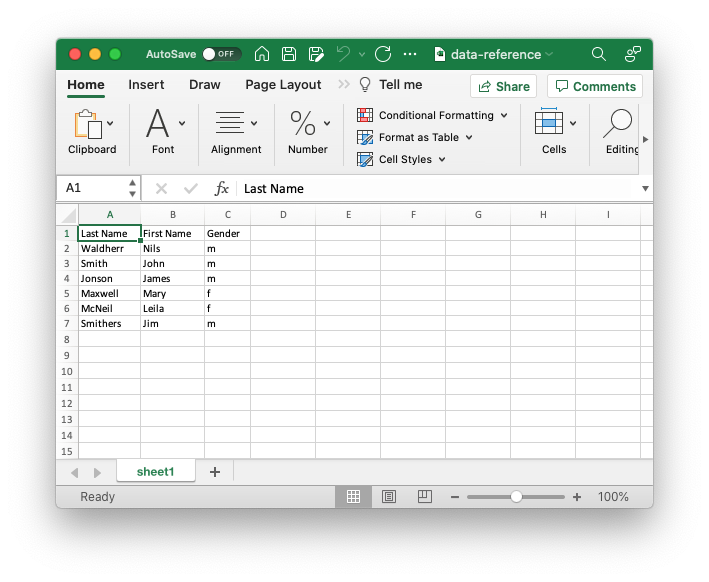 AutoSave OFF data-reference
Home Insert Draw Page Layout Tell me Share Comments
Clipboard Font Alignment Number Conditional Formatting Format as Table Cell Styles Cells Editing
A1 fx Last Name
A B C D E F G H I
1 Last Name First Name Gender
2 Waldherr Nils m
3 Smith John m
4 Jonson James m
5 Maxwell Mary f
6 McNeil Leila f
7 Smithers Jim m
8
9
10
11
12
13
14
15
sheet1 +
Ready 100%